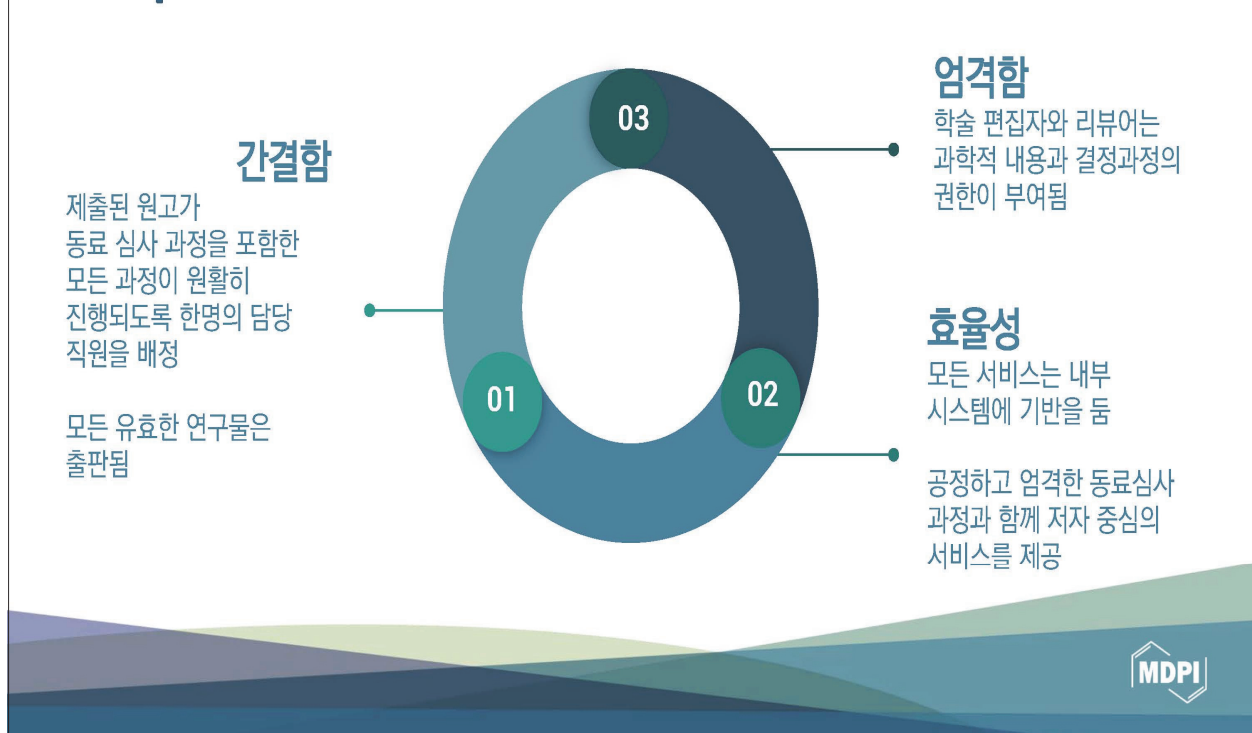 간결함
제출된 원고가
동료 심사 과정을 포함한
모든 과정이 원활히
진행되도록 한명의 담당
직원을 배정
모든 유효한 연구물은
출판됨
01
02
03
엄격함
학술 편집자와 리뷰어는
과학적 내용과 결정과정의
권한이 부여됨
효율성
모든 서비스는 내부
시스템에 기반을 둠
공정하고 엄격한 동료심사
과정과 함께 저자 중심의
서비스를 제공
MDPI